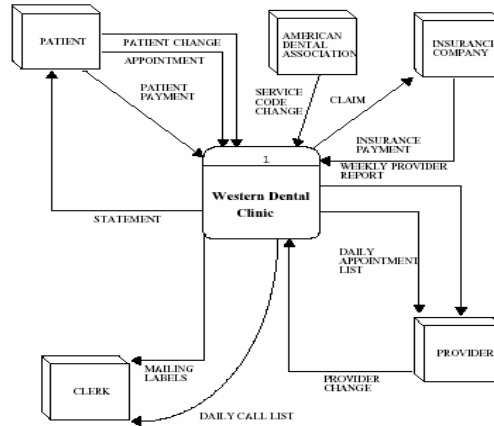 PATIENT
PATIENT CHANGE
APPOINTMENT
PATIENT
PAYMENT
AMERICAN
DENTAL
ASSOCIATION
INSURANCE
COMPANY
SERVICE
CODE
CHANGE
CLAIM
INSURANCE
PAYMENT
WEEKLY PROVIDER
REPORT
1
Western Dental
Clinic
STATEMENT
DAILY
APPOINTMENT
LIST
PROVIDER
PROVIDER
CHANGE
MAILING
LABELS
CLERK
DAILY CALL LIST